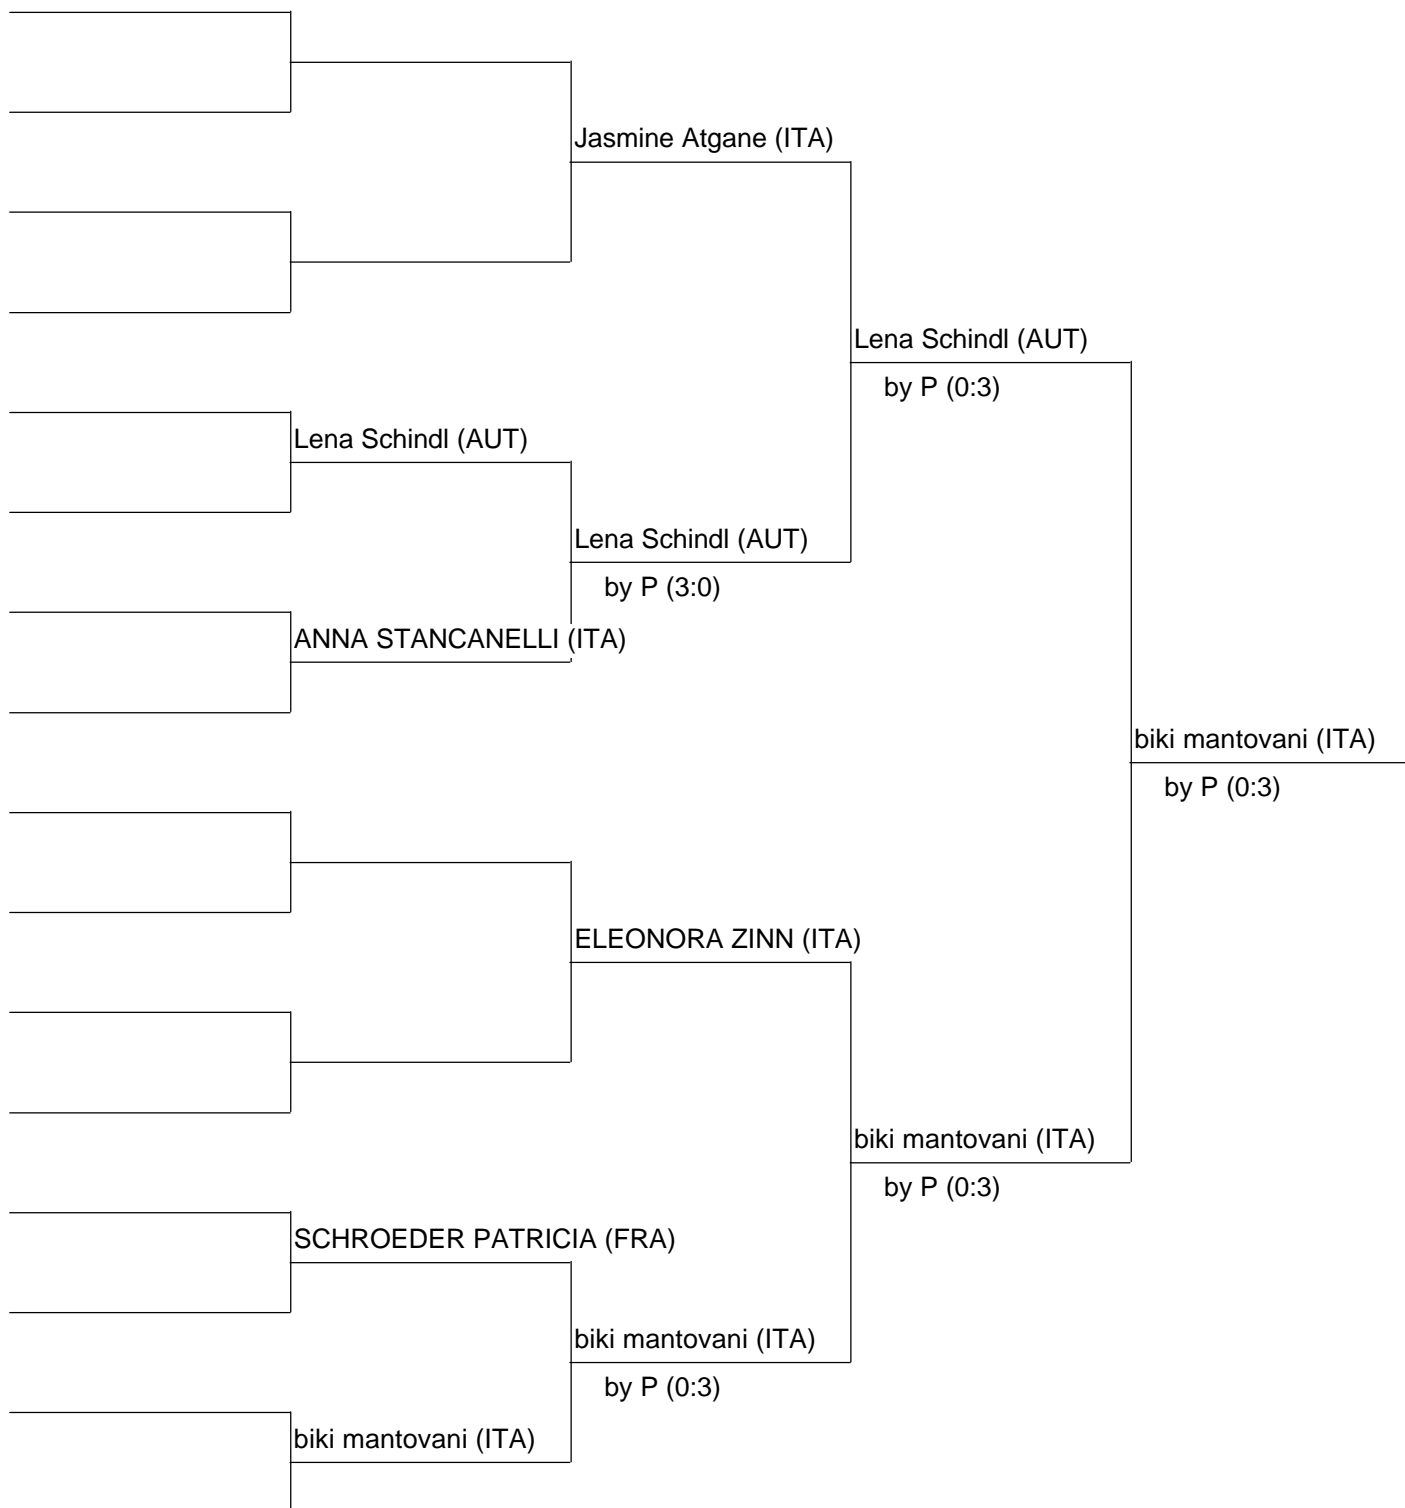 Jasmine Atgane (ITA)
Lena Schindl (AUT)
by P (0:3)
Lena Schindl (AUT)
Lena Schindl (AUT)
by P (3:0)
ANNA STANCANELLI (ITA)
biki mantovani (ITA)
by P (0:3)
ELEONORA ZINN (ITA)
biki mantovani (ITA)
by P (0:3)
SCHROEDER PATRICIA (FRA)
biki mantovani (ITA)
by P (0:3)
biki mantovani (ITA)